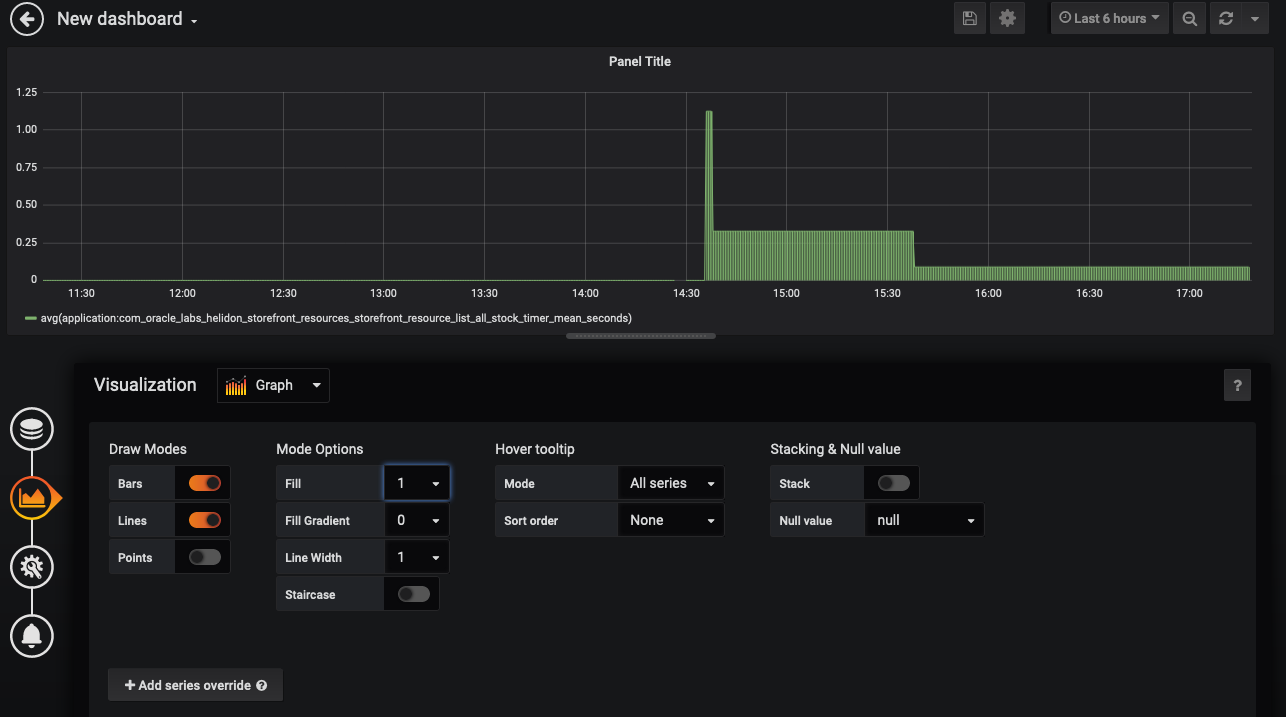 New dashboard
Last 6 hours
Panel Title
1.25
1.00
0.75
0.50
0.25
0
11:30 12:00 12:30 13:00 13:30 14:00 14:30 15:00 15:30 16:00 16:30 17:00
avg(application:com_oracle_labs_helidon_storefront_resources_storefront_resource_list_all_stock_timer_mean_seconds)
Visualization Graph ?
Draw Modes Mode Options Hover tooltip Stacking & Null value
Bars Fill 1 Mode All series Stack
Lines Fill Gradient 0 Sort order None Null value null
Points Line Width 1
Staircase
+ Add series override ?